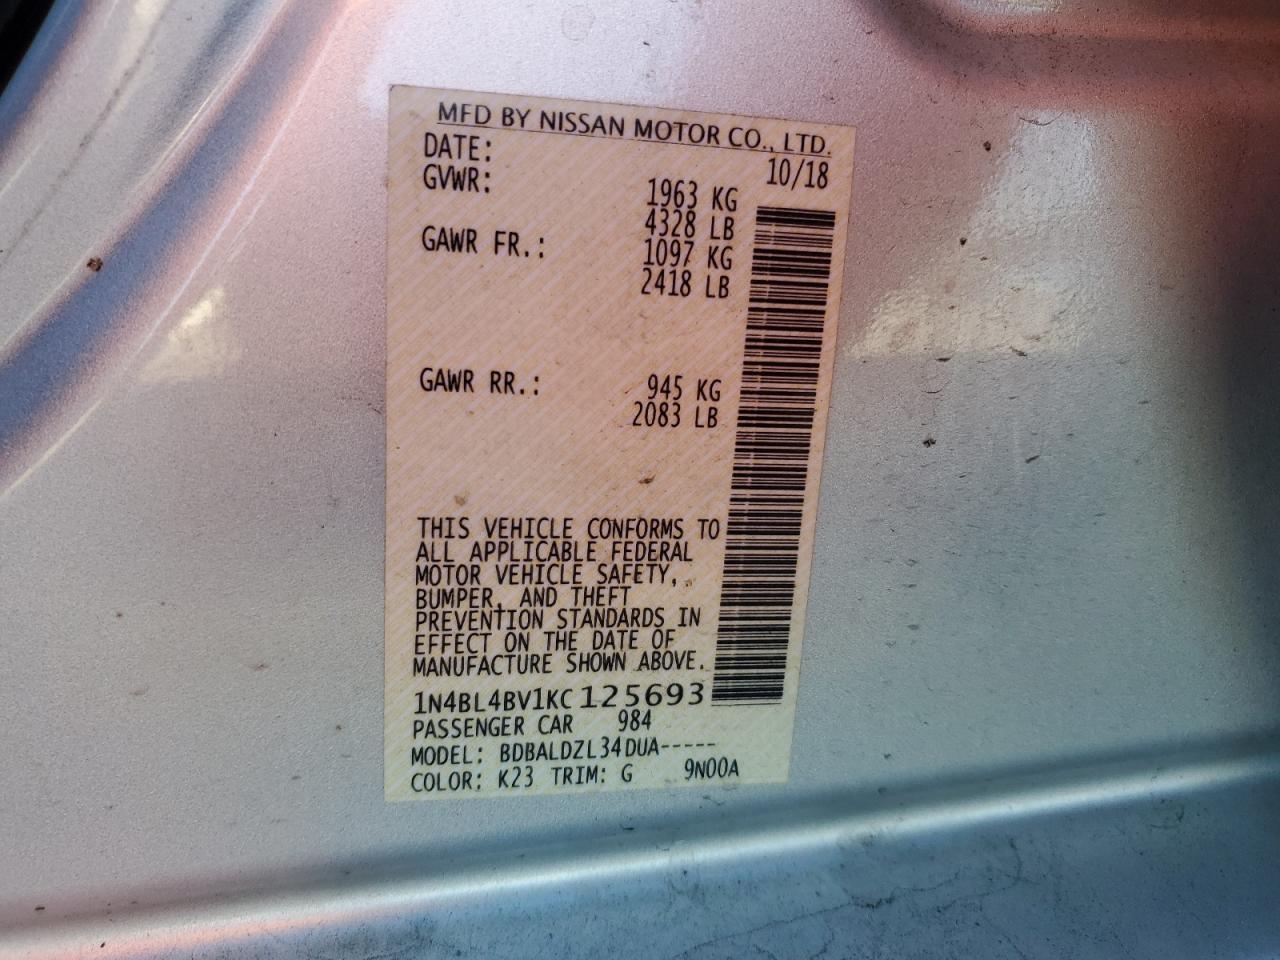 MFD BY NISSAN MOTOR CO., LTD.
DATE: 10/18
GVWR: 1963 KG
4328 LB
GAWR FR.: 1097 KG
2418 LB
GAWR RR.: 945 KG
2083 LB
THIS VEHICLE CONFORMS TO
ALL APPLICABLE FEDERAL
MOTOR VEHICLE SAFETY,
BUMPER, AND THEFT
PREVENTION STANDARDS IN
EFFECT ON THE DATE OF
MANUFACTURE SHOWN ABOVE.
1N4BL4BV1KC125693
PASSENGER CAR 984
MODEL: BDBALDZL34DUA-----
COLOR: K23 TRIM: G 9N00A